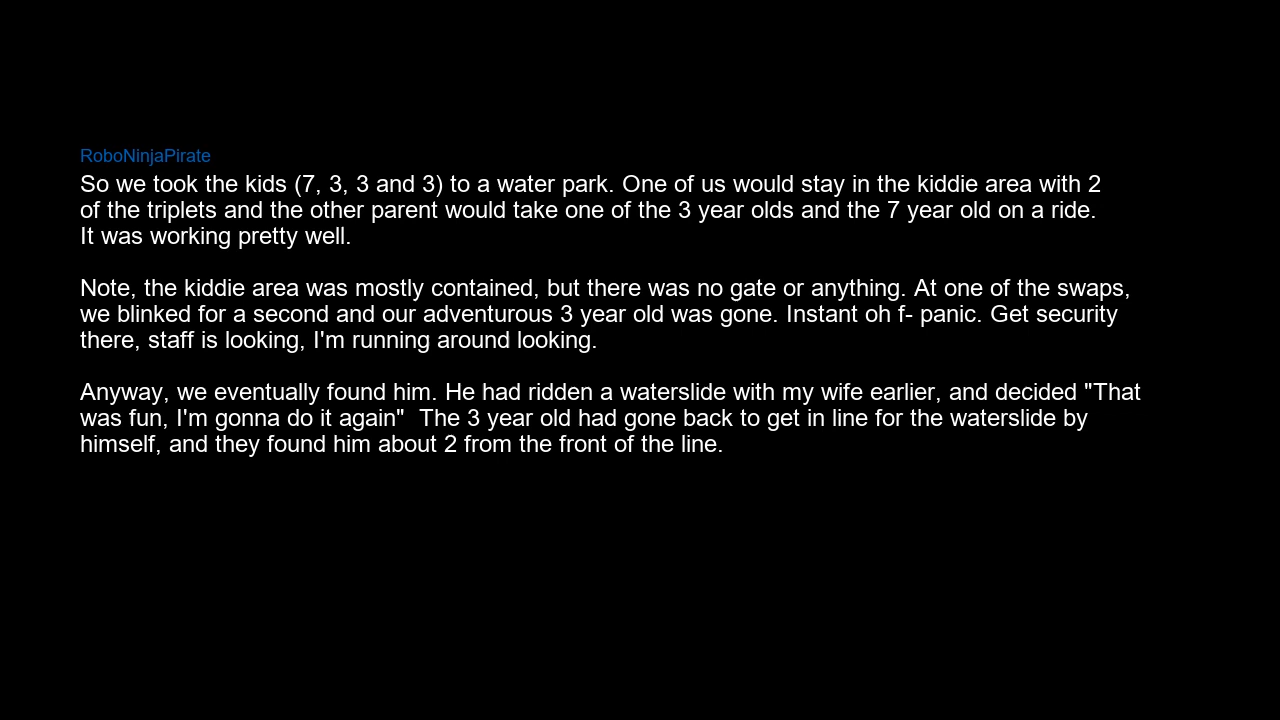 RoboNinjaPirate
So we took the kids (7, 3, 3 and 3) to a water park. One of us would stay in the kiddie area with 2
of the triplets and the other parent would take one of the 3 year olds and the 7 year old on a ride.
It was working pretty well.
Note, the kiddie area was mostly contained, but there was no gate or anything. At one of the swaps,
we blinked for a second and our adventurous 3 year old was gone. Instant oh f- panic. Get security
there, staff is looking, I'm running around looking.
Anyway, we eventually found him. He had ridden a waterslide with my wife earlier, and decided "That
was fun, I'm gonna do it again"  The 3 year old had gone back to get in line for the waterslide by
himself, and they found him about 2 from the front of the line.